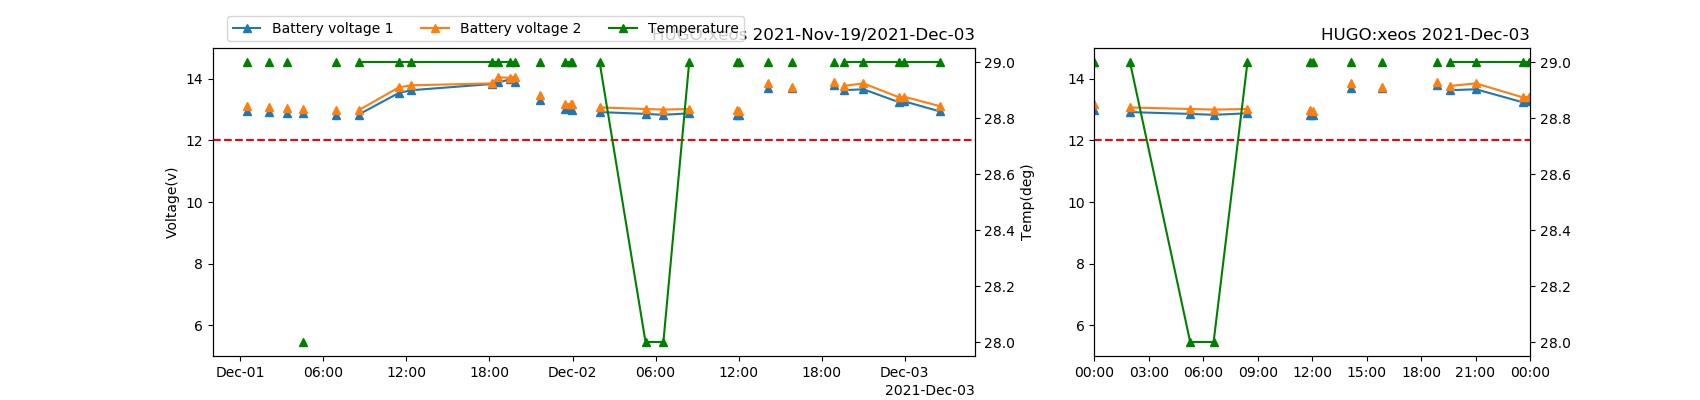 Battery voltage 1 Battery voltage 2 Temperature
HUGO:xeos 2021-Nov-19/2021-Dec-03
HUGO:xeos 2021-Dec-03
14
12
10
8
6
Voltage(v)
29.0
28.8
28.6
28.4
28.2
28.0
Temp(deg)
Dec-01 06:00 12:00 18:00 Dec-02 06:00 12:00 18:00 Dec-03
2021-Dec-03
14
12
10
8
6
29.0
28.8
28.6
28.4
28.2
28.0
00:00 03:00 06:00 09:00 12:00 15:00 18:00 21:00 00:00